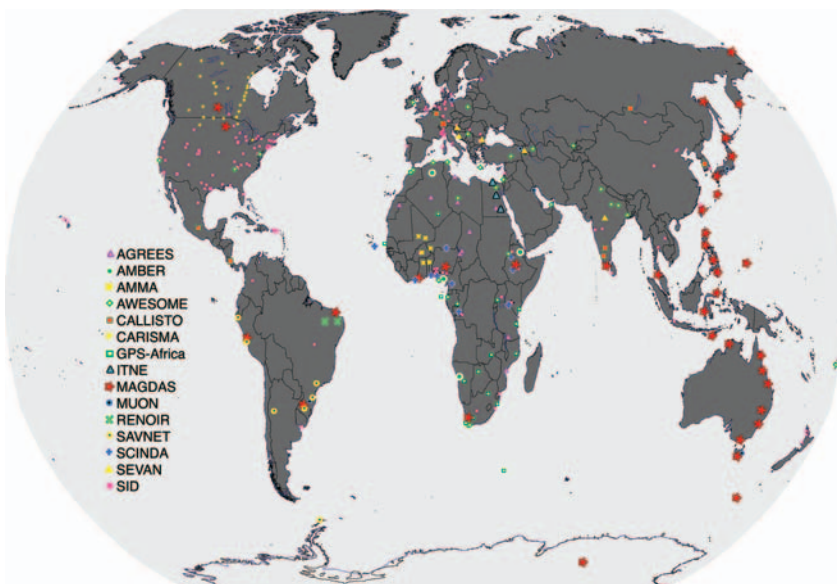 AGREES
AMBER
AMMA
AWESOME
CALLISTO
CARISMA
GPS-Africa
ITNE
MAGDAS
MUON
RENOIR
SAVNET
SCINDA
SEVAN
SID